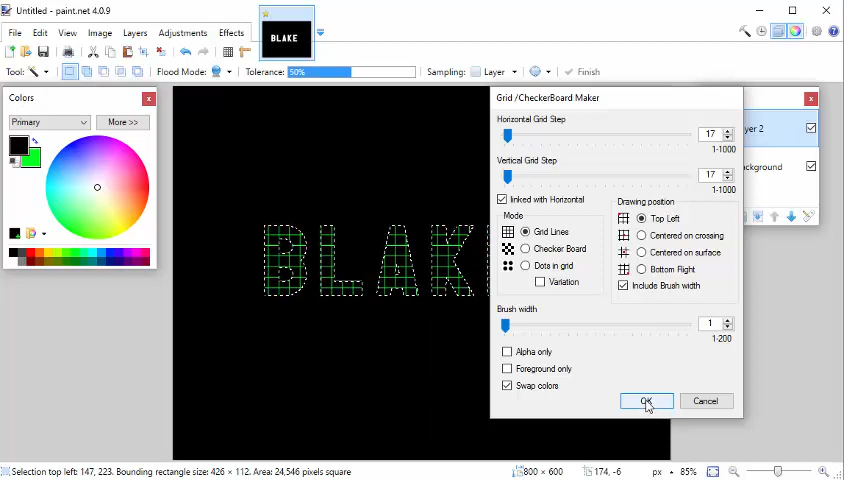 Untitled - paint.net 4.0.9
File Edit View Image Layers Adjustments Effects
BLAKE
Tool: Flood Mode: Tolerance: 50% Sampling: Layer Finish
Colors
Primary More >>
Grid /CheckerBoard Maker
Horizontal Grid Step
17
1-1000
Vertical Grid Step
17
1-1000
linked with Horizontal
Mode
Grid Lines
Checker Board
Dots in grid
Variation
Drawing position
Top Left
Centered on crossing
Centered on surface
Bottom Right
Include Brush width
Brush width
1
1-200
Alpha only
Foreground only
Swap colors
OK Cancel
yer 2
ackground
BLAK
Selection top left: 147, 223. Bounding rectangle size: 426 × 112. Area: 24,546 pixels square 800 × 600 174, -6 px 85%